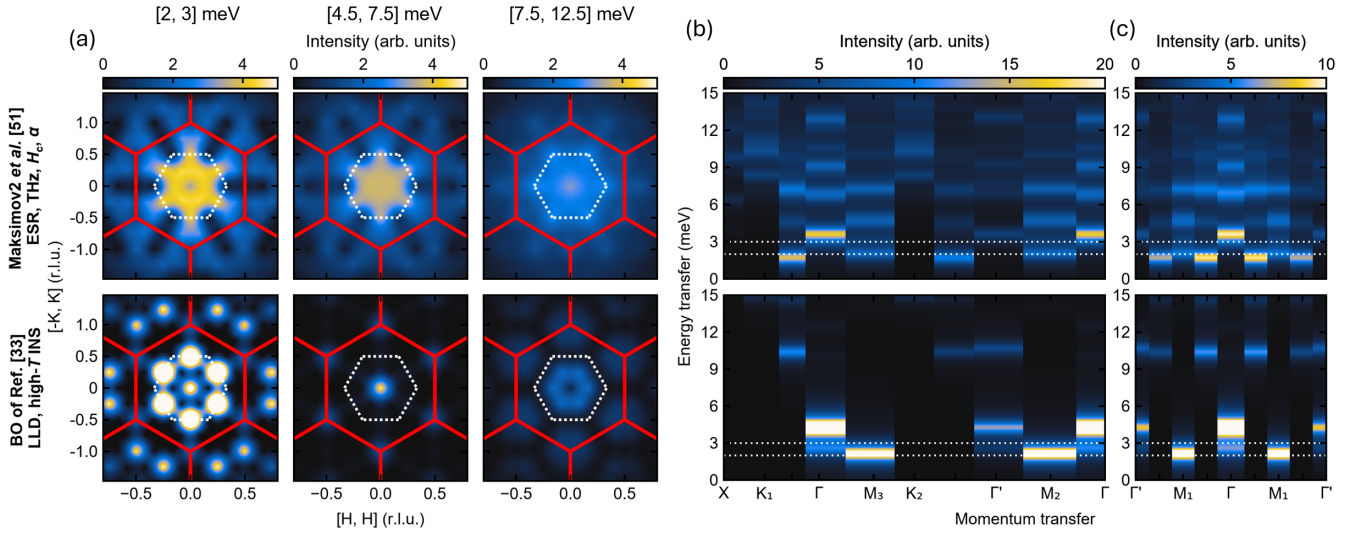 [2, 3] meV
[4.5, 7.5] meV
[7.5, 12.5] meV
(a)
Intensity (arb. units)
0 2 4 0 2 4 0 2 4
Maksimov2 et al. [51]
ESR, THz, Hc, α
1.0
0.5
0
-0.5
-1.0
BO of Ref. [33]
LLD, high-T INS
1.0
0.5
0
-0.5
-1.0
[-K, K] (r.l.u.)
−0.5 0.0 0.5 −0.5 0.0 0.5 −0.5 0.0 0.5
[H, H] (r.l.u.)
(b)
Intensity (arb. units)
0 5 10 15 20
15
12
9
6
3
0
15
12
9
6
3
0
Energy transfer (meV)
X K₁ Γ M₃ K₂ Γ' M₂ Γ
(c)
Intensity (arb. units)
0 5 10
15
12
9
6
3
0
15
12
9
6
3
0
Γ' M₁ Γ M₁ Γ'
Momentum transfer